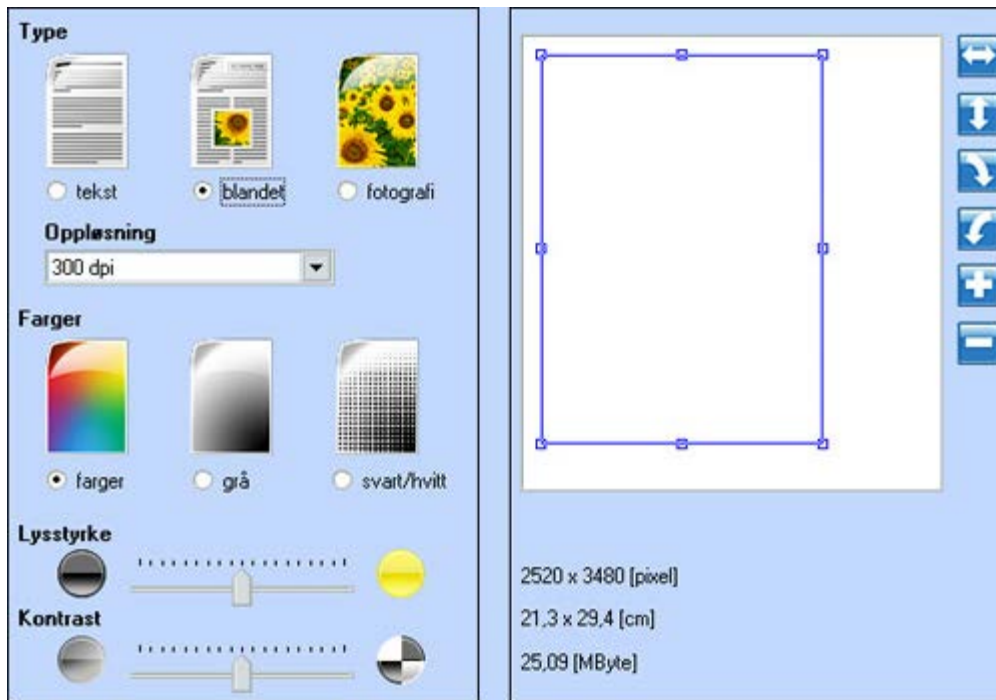 Type
tekst
blandet
fotografi
Oppløsning
300 dpi
Farger
farger
grå
svart/hvitt
Lysstyrke
Kontrast
2520 x 3480 [pixel]
21,3 x 29,4 [cm]
25,09 [MByte]